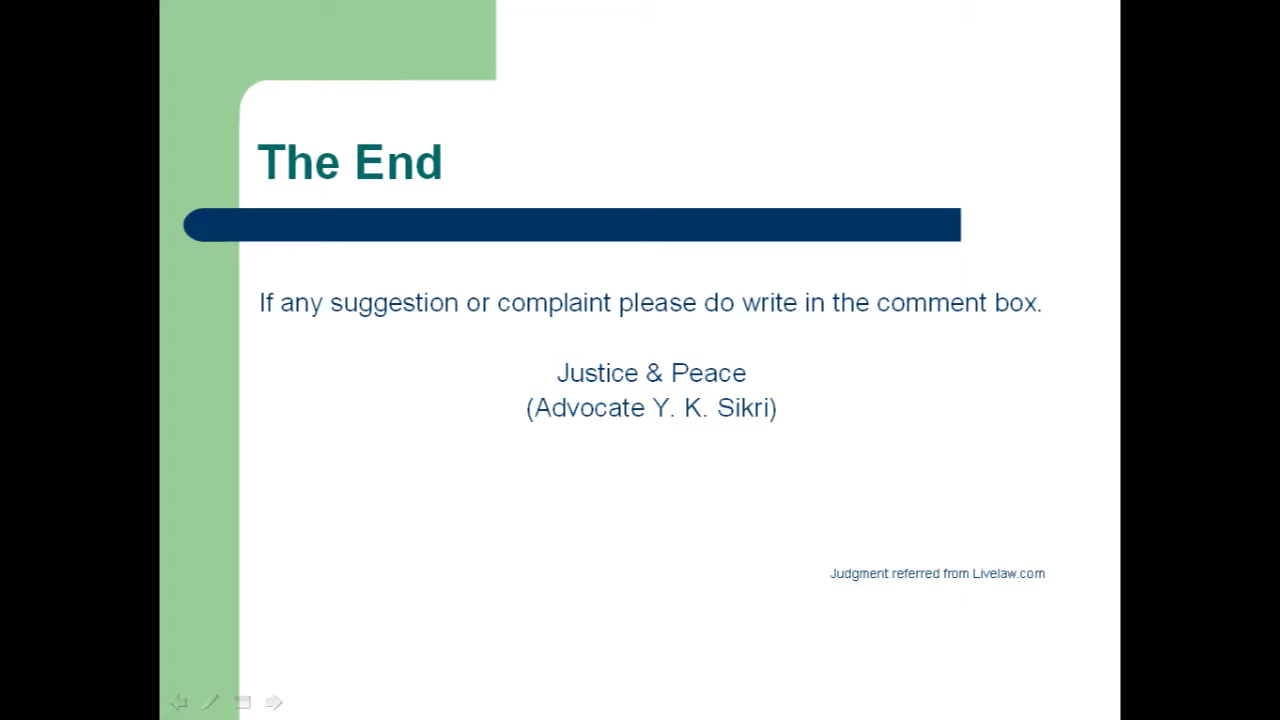 The End
If any suggestion or complaint please do write in the comment box.
Justice & Peace
(Advocate Y. K. Sikri)
Judgment referred from Livelaw.com